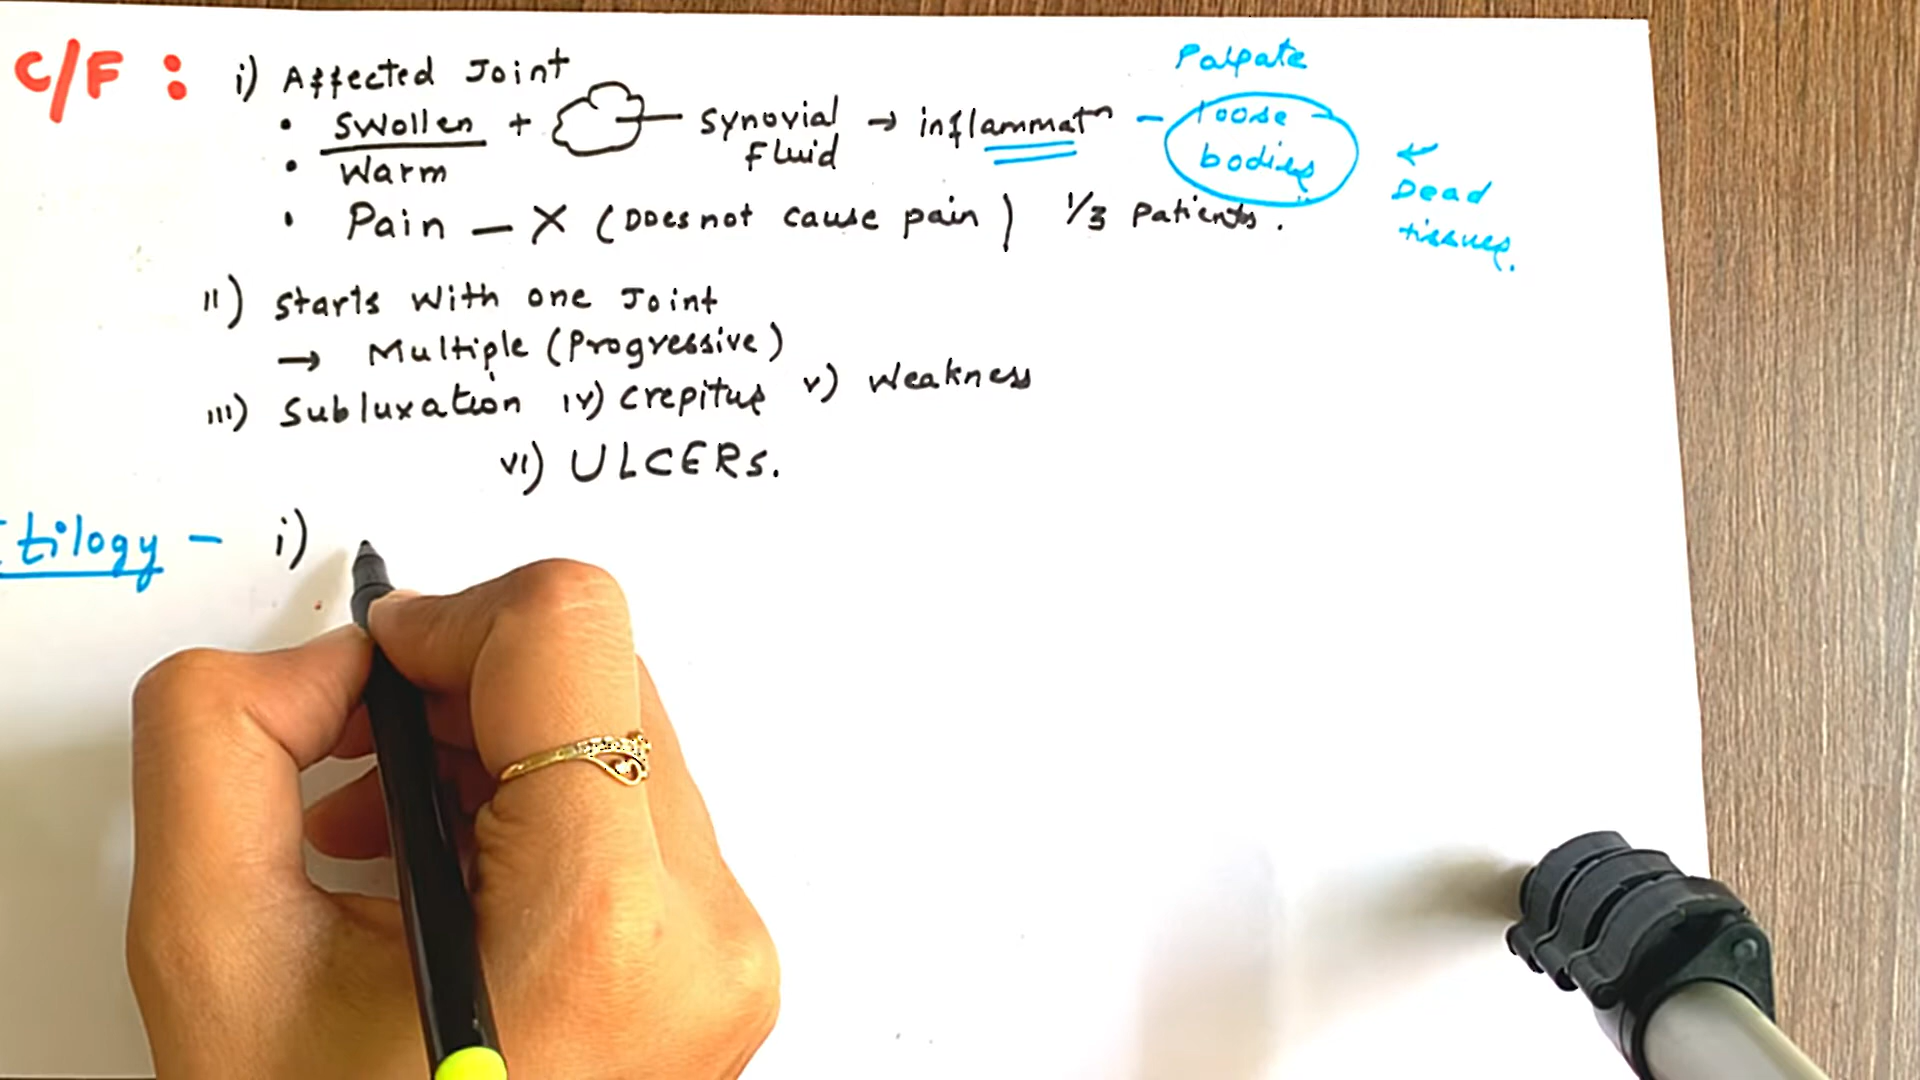 C/F : i) Affected Joint
• Swollen + synovial fluid → inflammatn - loose bodies
Palpate
← Dead tissues.
• Warm
• Pain - X (Does not cause pain) 1/3 patients.
ii) starts with one Joint
→ Multiple (Progressive)
iii) Subluxation iv) crepitus v) Weakness
vi) ULCERs.
Etilogy - i)